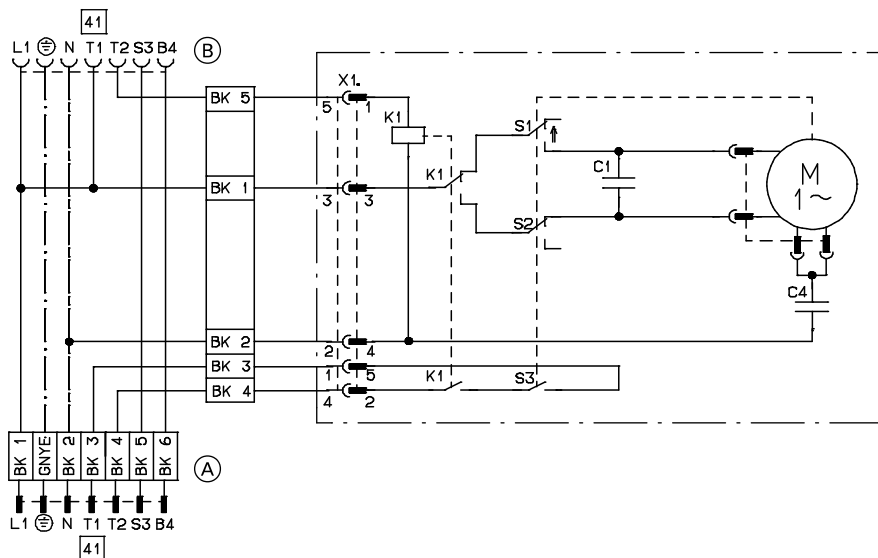 41
L1 N T1 T2 S3 B4 B
X1.
BK 5 5 1
K1
S1
BK 1 3 3 K1
C1
M
1~
S2
C4
BK 2 2 4
BK 3 1 5
BK 4 4 2 K1 S3
BK 1 GNYE BK 2 BK 3 BK 4 BK 5 BK 6 A
L1 N T1 T2 S3 B4
41